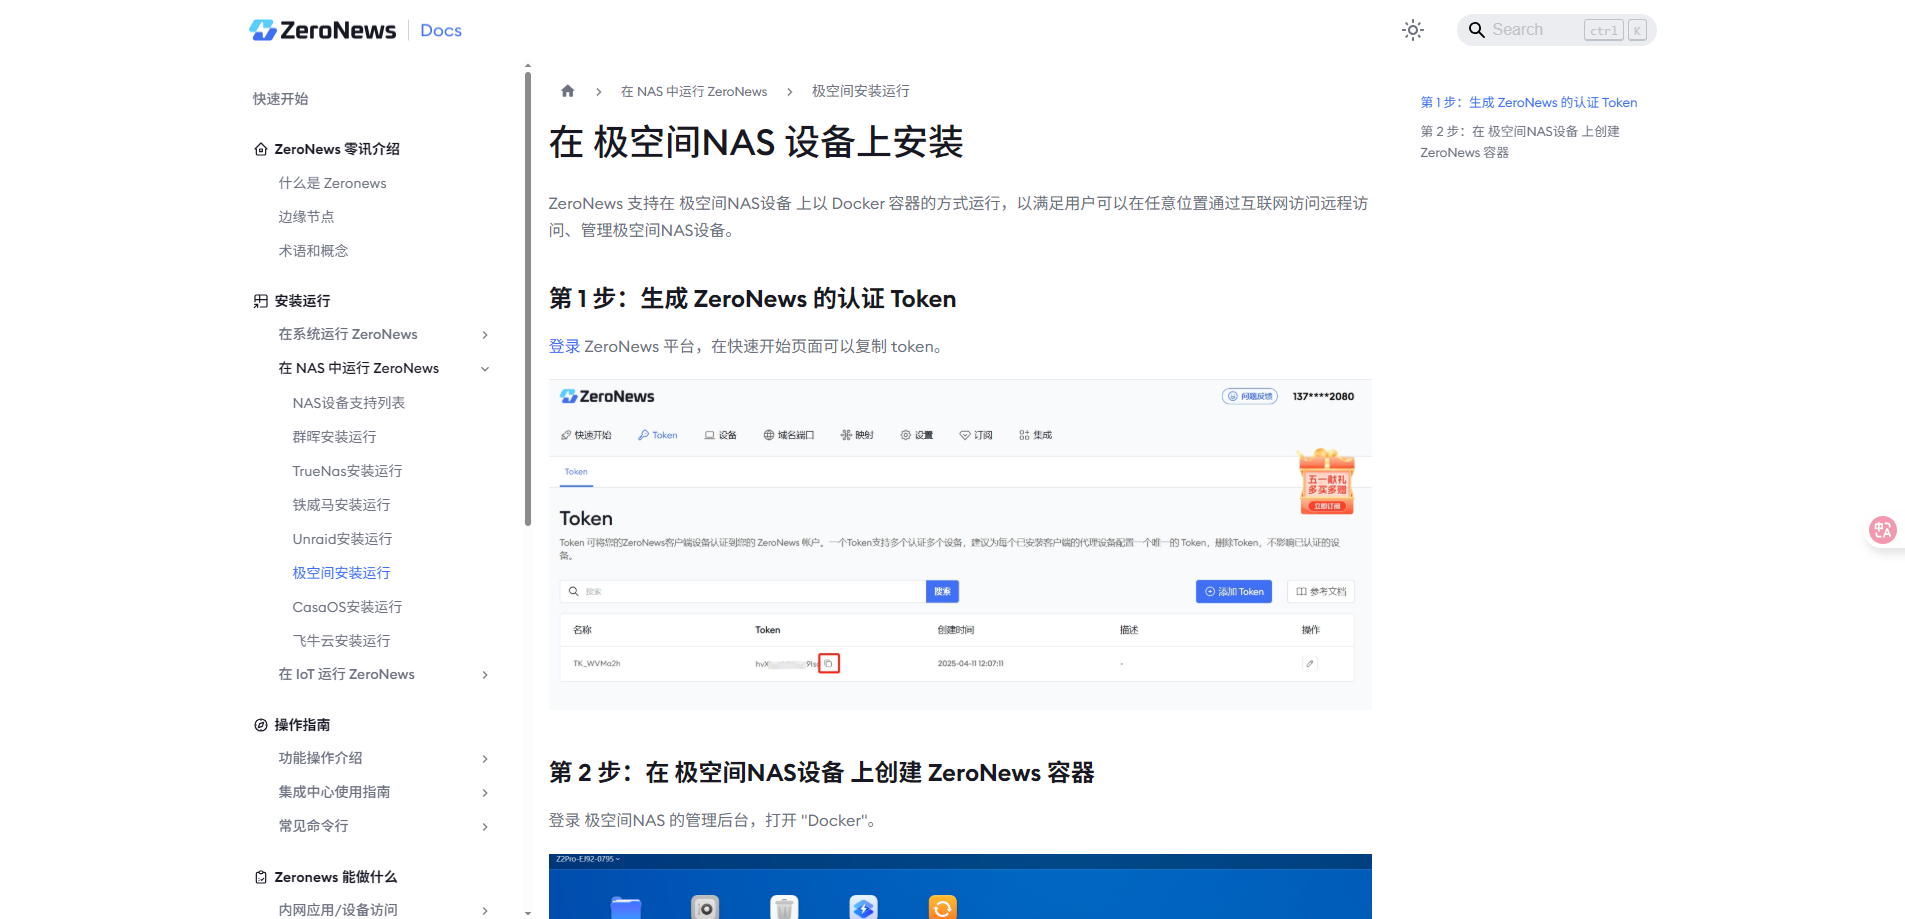 ZeroNews Docs
Search ctrl K
快速开始
ZeroNews 零讯介绍
什么是 Zeronews
边缘节点
术语和概念
安装运行
在系统运行 ZeroNews
在 NAS 中运行 ZeroNews
NAS设备支持列表
群晖安装运行
TrueNas安装运行
铁威马安装运行
Unraid安装运行
极空间安装运行
CasaOS安装运行
飞牛云安装运行
在 IoT 运行 ZeroNews
操作指南
功能操作介绍
集成中心使用指南
常见命令行
Zeronews 能做什么
内网应用/设备访问
在 NAS 中运行 ZeroNews
极空间安装运行
在 极空间NAS 设备上安装
ZeroNews 支持在 极空间NAS设备 上以 Docker 容器的方式运行，以满足用户可以在任意位置通过互联网访问远程访
问、管理极空间NAS设备。
第 1 步：生成 ZeroNews 的认证 Token
登录 ZeroNews 平台，在快速开始页面可以复制 token。
ZeroNews
问题反馈 137****2080
快速开始 Token 设备 域名端口 映射 设置 订阅 集成
Token
五一献礼
多买多赠
立即订阅
Token
Token 可将您的ZeroNews客户端设备认证到您的 ZeroNews 帐户。一个Token支持多个认证多个设备，建议为每个已安装客户端的代理设备配置一个唯一的 Token，删除Token，不影响已认证的设
备。
搜索 搜索 添加 Token 参考文档
名称 Token 创建时间 描述 操作
TK_WVMa2h 2025-04-11 12:07:11 -
第 2 步：在 极空间NAS设备 上创建 ZeroNews 容器
登录 极空间NAS 的管理后台，打开 "Docker"。
Z2Pro-EJ92-0795
第 1 步：生成 ZeroNews 的认证 Token
第 2 步：在 极空间NAS设备 上创建
ZeroNews 容器